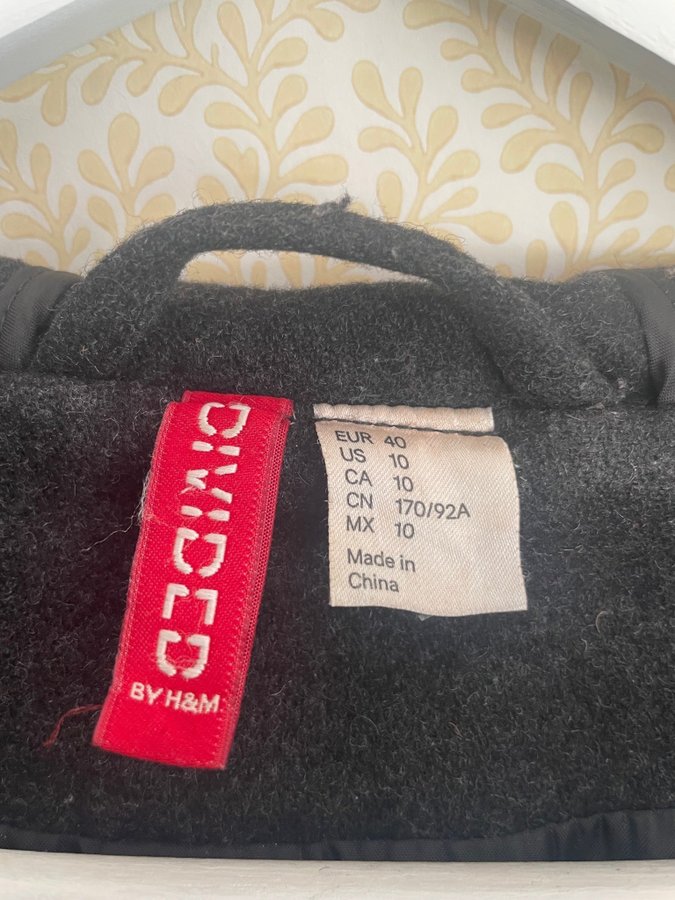 DIVIDED
BY H&M
EUR 40
US 10
CA 10
CN 170/92A
MX 10
Made in
China